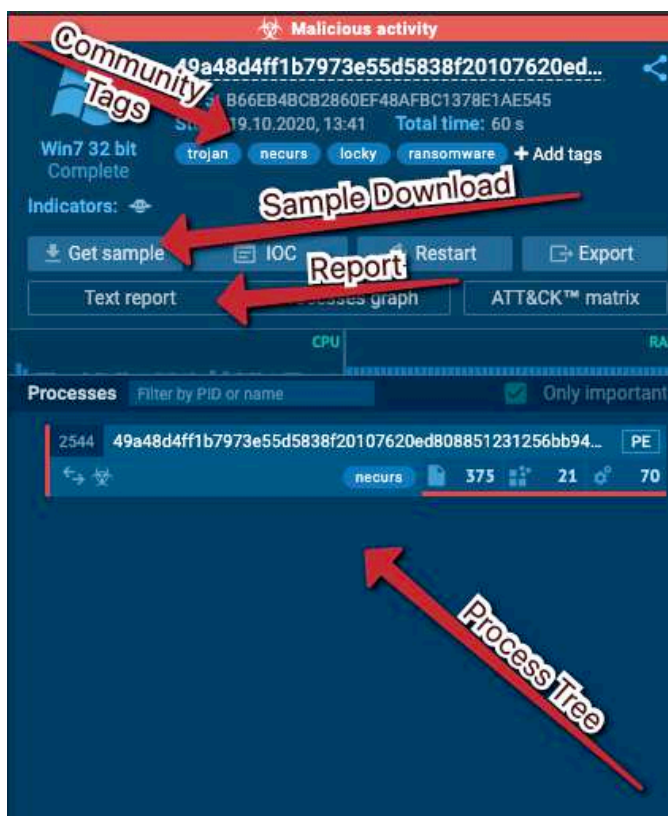 Malicious activity
Community Tags
49a48d4ff1b7973e55d5838f20107620ed...
B66EB4BCB2860EF48AFBC1378E1AE545
19.10.2020, 13:41 Total time: 60 s
Win7 32 bit
Complete
trojan necurs locky ransomware + Add tags
Indicators:
Sample Download
Get sample IOC Restart Export
Report
Text report graph ATT&CK™ matrix
CPU RA
Processes Filter by PID or name Only important
2544 49a48d4ff1b7973e55d5838f20107620ed808851231256bb94... PE
necurs 375 21 70
Process Tree